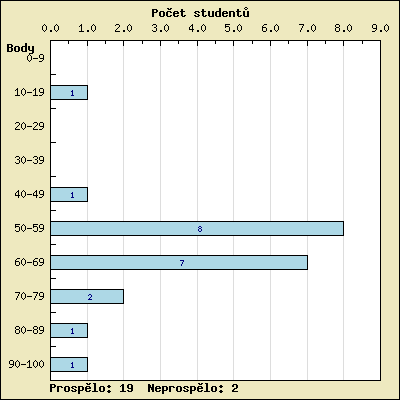 Počet studentů
0.0 1.0 2.0 3.0 4.0 5.0 6.0 7.0 8.0 9.0
Body
0-9
10-19 1
20-29
30-39
40-49 1
50-59 8
60-69 7
70-79 2
80-89 1
90-100 1
Prospělo: 19 Neprospělo: 2